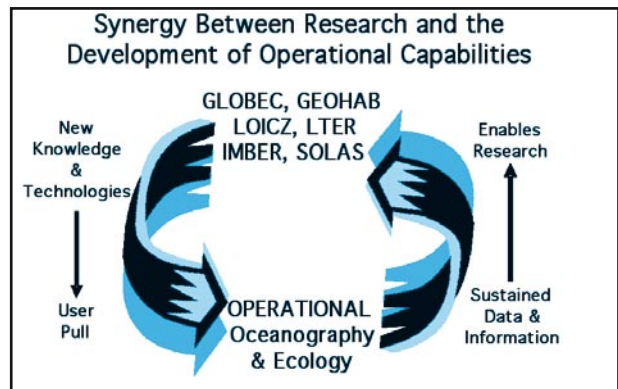 Synergy Between Research and the
Development of Operational Capabilities
GLOBEC, GEOHAB
LOICZ, LTER
IMBER, SOLAS
New
Knowledge
&
Technologies
User
Pull
Enables
Research
Sustained
Data &
Information
OPERATIONAL
Oceanography
& Ecology